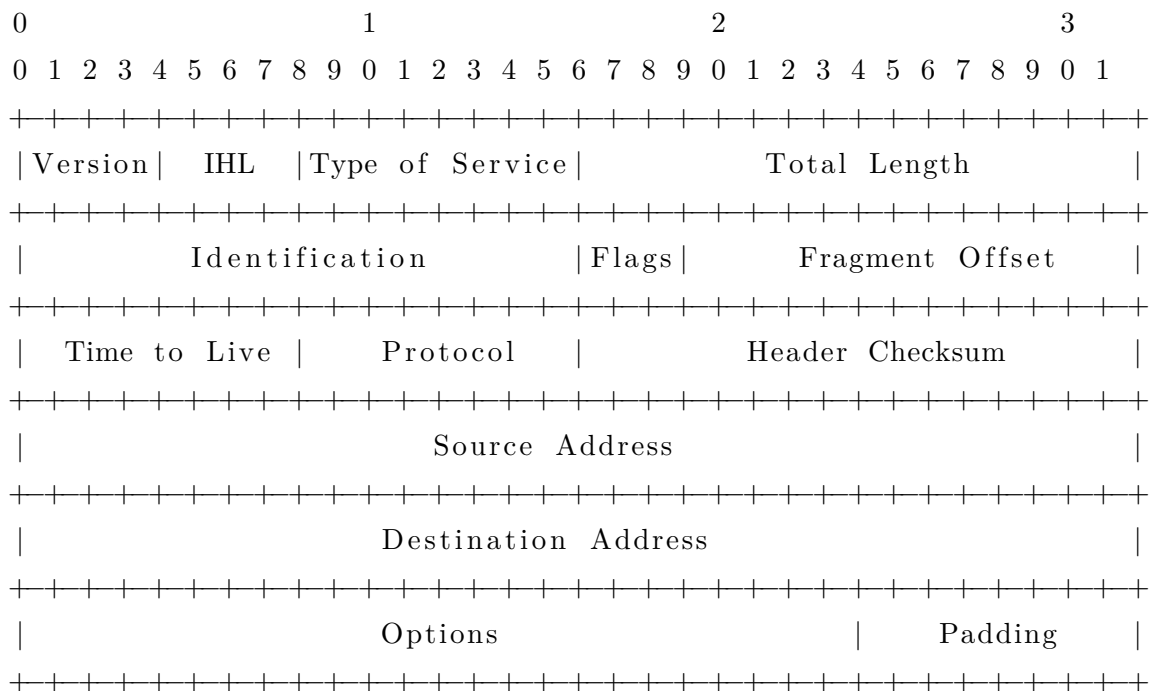 0                   1                   2                   3
0 1 2 3 4 5 6 7 8 9 0 1 2 3 4 5 6 7 8 9 0 1 2 3 4 5 6 7 8 9 0 1
+-+-+-+-+-+-+-+-+-+-+-+-+-+-+-+-+-+-+-+-+-+-+-+-+-+-+-+-+-+-+-+-+
|Version|  IHL  |Type of Service|          Total Length         |
+-+-+-+-+-+-+-+-+-+-+-+-+-+-+-+-+-+-+-+-+-+-+-+-+-+-+-+-+-+-+-+-+
|         Identification        |Flags|      Fragment Offset    |
+-+-+-+-+-+-+-+-+-+-+-+-+-+-+-+-+-+-+-+-+-+-+-+-+-+-+-+-+-+-+-+-+
|  Time to Live |    Protocol   |         Header Checksum       |
+-+-+-+-+-+-+-+-+-+-+-+-+-+-+-+-+-+-+-+-+-+-+-+-+-+-+-+-+-+-+-+-+
|                       Source Address                          |
+-+-+-+-+-+-+-+-+-+-+-+-+-+-+-+-+-+-+-+-+-+-+-+-+-+-+-+-+-+-+-+-+
|                    Destination Address                        |
+-+-+-+-+-+-+-+-+-+-+-+-+-+-+-+-+-+-+-+-+-+-+-+-+-+-+-+-+-+-+-+-+
|                    Options                    |    Padding    |
+-+-+-+-+-+-+-+-+-+-+-+-+-+-+-+-+-+-+-+-+-+-+-+-+-+-+-+-+-+-+-+-+